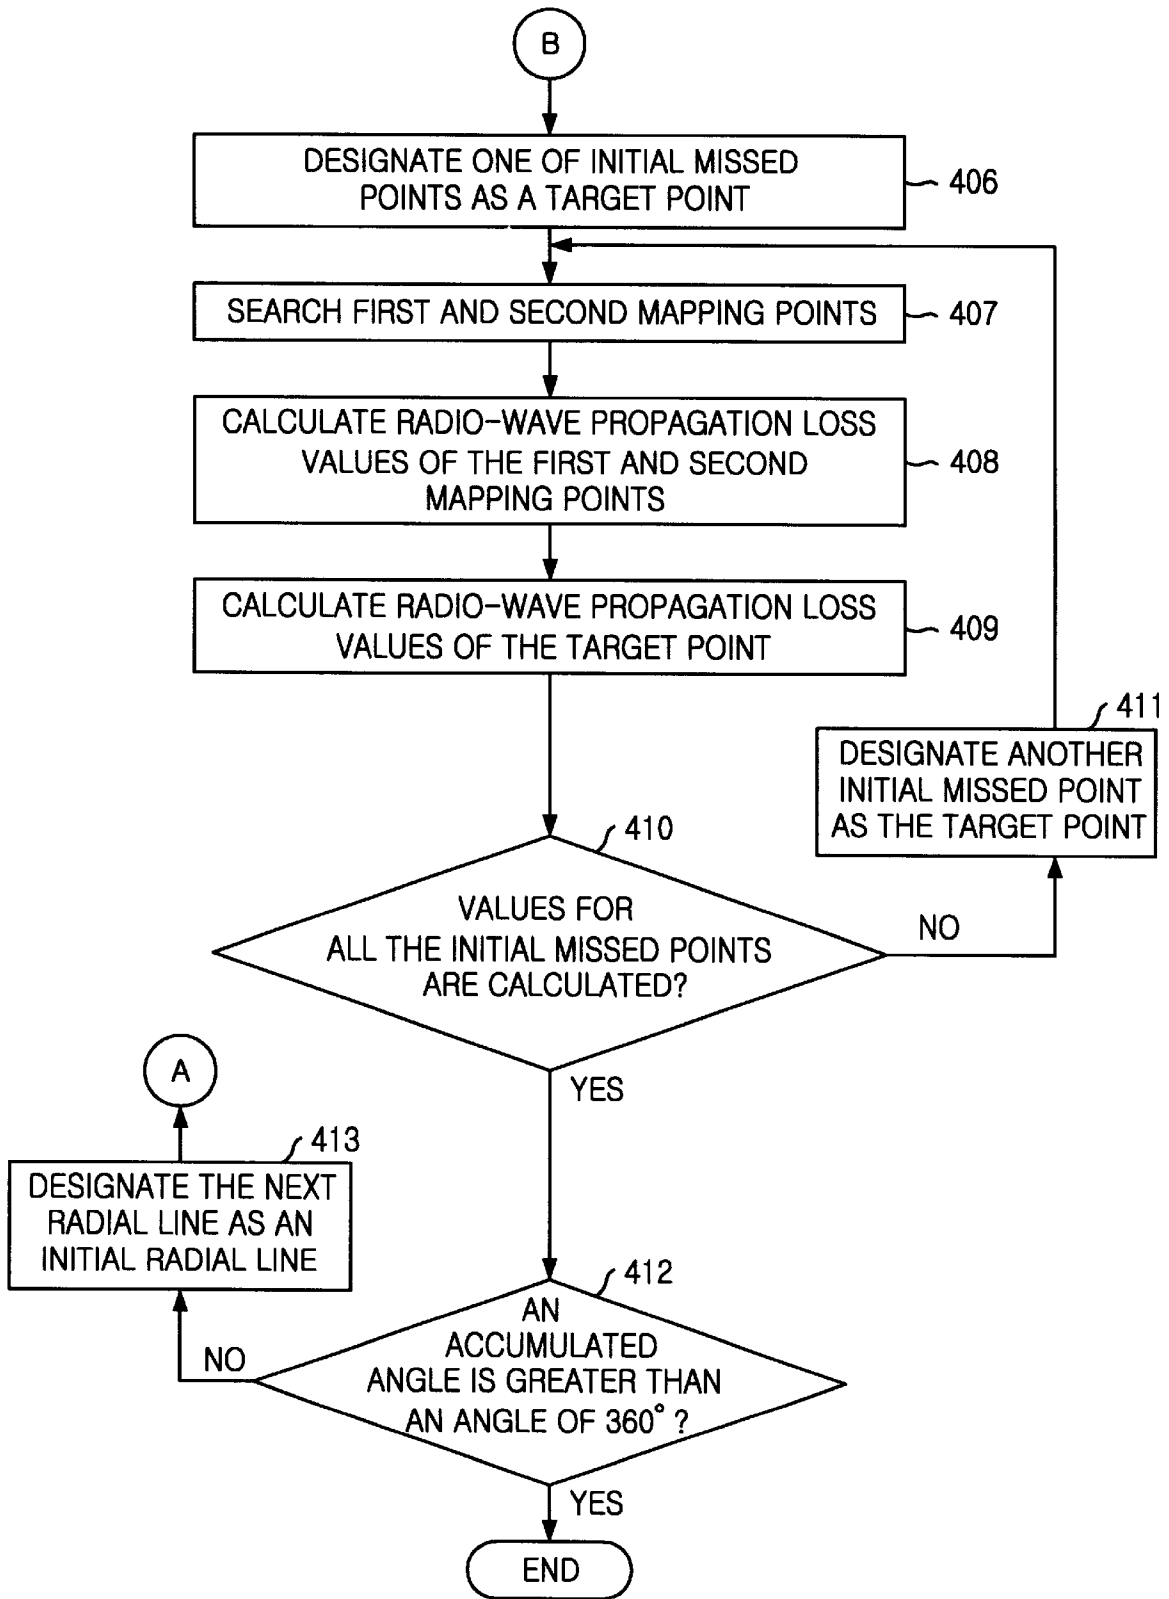 B
DESIGNATE ONE OF INITIAL MISSED
POINTS AS A TARGET POINT
406
SEARCH FIRST AND SECOND MAPPING POINTS
407
CALCULATE RADIO-WAVE PROPAGATION LOSS
VALUES OF THE FIRST AND SECOND
MAPPING POINTS
408
CALCULATE RADIO-WAVE PROPAGATION LOSS
VALUES OF THE TARGET POINT
409
411
DESIGNATE ANOTHER
INITIAL MISSED POINT
AS THE TARGET POINT
410
VALUES FOR
ALL THE INITIAL MISSED POINTS
ARE CALCULATED?
NO
YES
A
413
DESIGNATE THE NEXT
RADIAL LINE AS AN
INITIAL RADIAL LINE
412
AN
ACCUMULATED
ANGLE IS GREATER THAN
AN ANGLE OF 360° ?
NO
YES
END